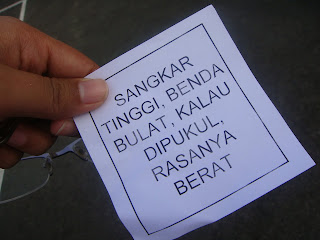 SANGKAR
TINGGI, BENDA
BULAT, KALAU
DIPUKUL,
RASANYA
BERAT